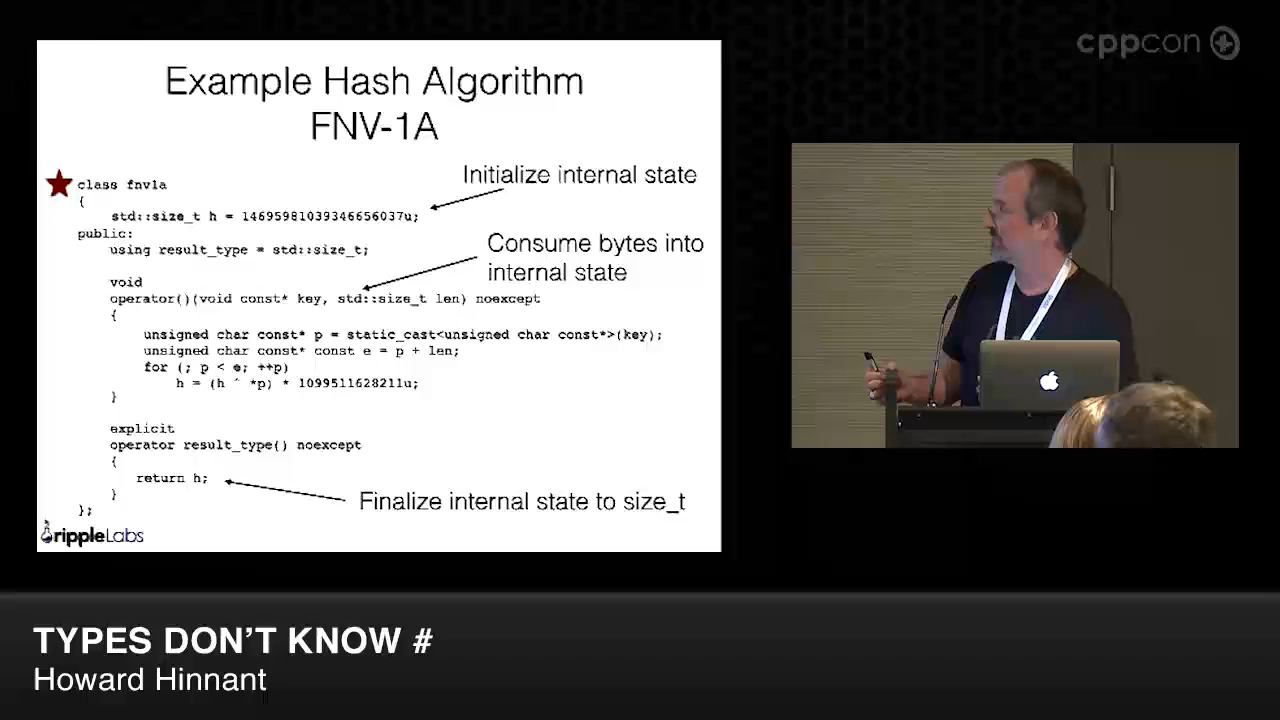 cppcon
Example Hash Algorithm
FNV-1A
Initialize internal state
class fnv1a
{
std::size_t h = 14695981039346656037u;
public:
using result_type = std::size_t;
Consume bytes into
internal state
void
operator()(void const* key, std::size_t len) noexcept
{
unsigned char const* p = static_cast<unsigned char const*>(key);
unsigned char const* const e = p + len;
for (; p < e; ++p)
h = (h ^ *p) * 1099511628211u;
}
explicit
operator result_type() noexcept
{
return h;
}
};
Finalize internal state to size_t
rippleLabs
TYPES DON'T KNOW #
Howard Hinnant